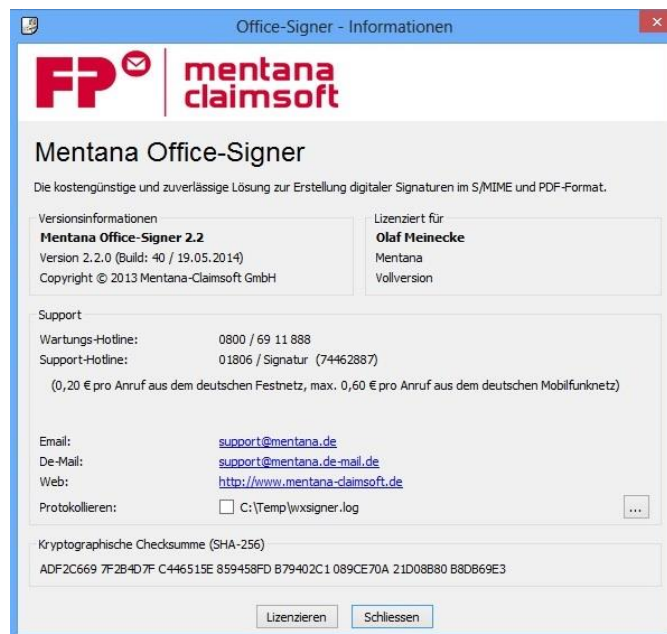 Office-Signer - Informationen
FP
mentana
claimsoft
Mentana Office-Signer
Die kostengünstige und zuverlässige Lösung zur Erstellung digitaler Signaturen im S/MIME und PDF-Format.
Versionsinformationen
Mentana Office-Signer 2.2
Version 2.2.0 (Build: 40 / 19.05.2014)
Copyright © 2013 Mentana-Claimsoft GmbH
Lizenziert für
Olaf Meinecke
Mentana
Vollversion
Support
Wartungs-Hotline: 0800 / 69 11 888
Support-Hotline: 01806 / Signatur (74462887)
(0,20 € pro Anruf aus dem deutschen Festnetz, max. 0,60 € pro Anruf aus dem deutschen Mobilfunknetz)
Email: support@mentana.de
De-Mail: support@mentana.de-mail.de
Web: http://www.mentana-claimsoft.de
Protokollieren: C:\Temp\wxsigner.log ...
Kryptographische Checksumme (SHA-256)
ADF2C669 7F2B4D7F C446515E 859458FD B79402C1 089CE70A 21D08B80 B8DB69E3
Lizenzieren Schliessen